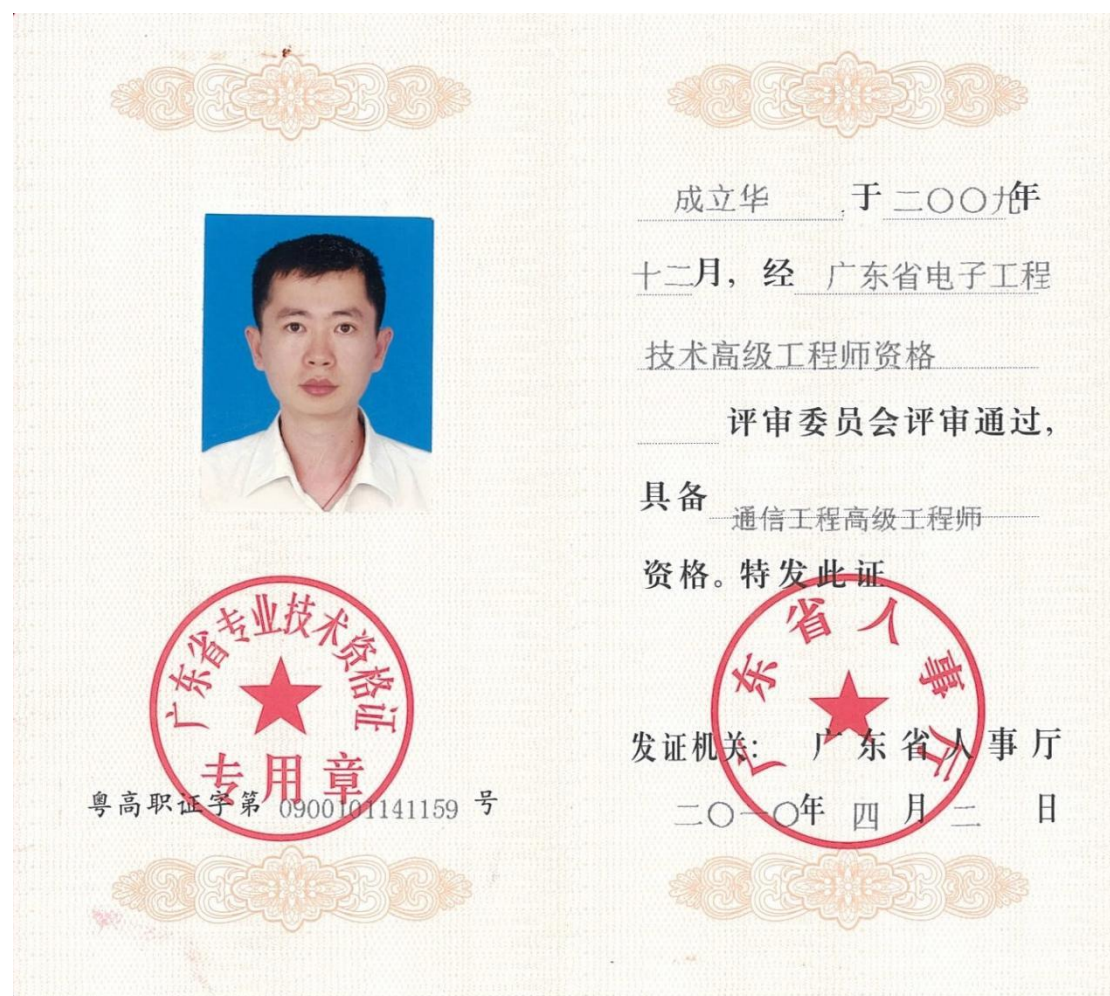 广东省专业技术资格证
专用章
粤高职证字第 0900101141159 号
成立华 于 二〇〇九年
十二月，经 广东省电子工程
技术高级工程师资格
评审委员会评审通过，
具备 通信工程高级工程师
资格。特发此证
广东省人事厅
发证机关： 广东省人事厅
二〇一〇年 四 月 二 日